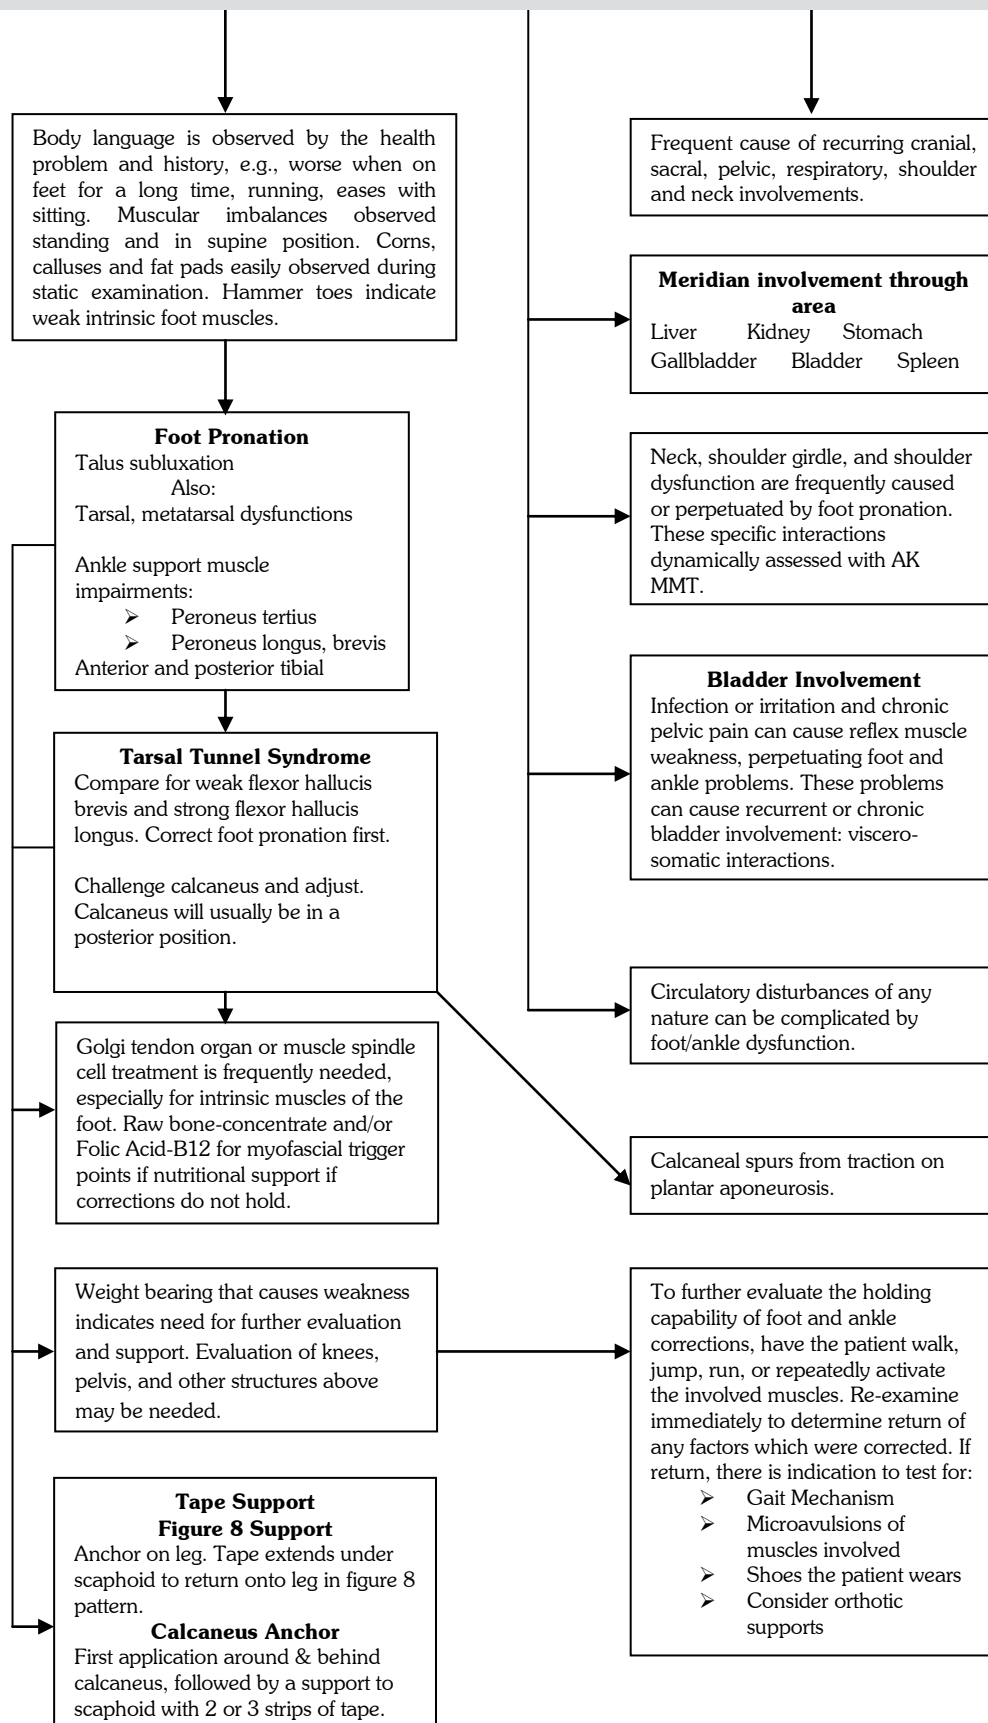 Body language is observed by the health
problem and history, e.g., worse when on
feet for a long time, running, eases with
sitting. Muscular imbalances observed
standing and in supine position. Corns,
calluses and fat pads easily observed during
static examination. Hammer toes indicate
weak intrinsic foot muscles.
Foot Pronation
Talus subluxation
Also:
Tarsal, metatarsal dysfunctions
Ankle support muscle
impairments:
➢ Peroneus tertius
➢ Peroneus longus, brevis
Anterior and posterior tibial
Tarsal Tunnel Syndrome
Compare for weak flexor hallucis
brevis and strong flexor hallucis
longus. Correct foot pronation first.
Challenge calcaneus and adjust.
Calcaneus will usually be in a
posterior position.
Golgi tendon organ or muscle spindle
cell treatment is frequently needed,
especially for intrinsic muscles of the
foot. Raw bone-concentrate and/or
Folic Acid-B12 for myofascial trigger
points if nutritional support if
corrections do not hold.
Weight bearing that causes weakness
indicates need for further evaluation
and support. Evaluation of knees,
pelvis, and other structures above
may be needed.
Tape Support
Figure 8 Support
Anchor on leg. Tape extends under
scaphoid to return onto leg in figure 8
pattern.
Calcaneus Anchor
First application around & behind
calcaneus, followed by a support to
scaphoid with 2 or 3 strips of tape.
Frequent cause of recurring cranial,
sacral, pelvic, respiratory, shoulder
and neck involvements.
Meridian involvement through
area
Liver Kidney Stomach
Gallbladder Bladder Spleen
Neck, shoulder girdle, and shoulder
dysfunction are frequently caused
or perpetuated by foot pronation.
These specific interactions
dynamically assessed with AK
MMT.
Bladder Involvement
Infection or irritation and chronic
pelvic pain can cause reflex muscle
weakness, perpetuating foot and
ankle problems. These problems
can cause recurrent or chronic
bladder involvement: viscero-
somatic interactions.
Circulatory disturbances of any
nature can be complicated by
foot/ankle dysfunction.
Calcaneal spurs from traction on
plantar aponeurosis.
To further evaluate the holding
capability of foot and ankle
corrections, have the patient walk,
jump, run, or repeatedly activate
the involved muscles. Re-examine
immediately to determine return of
any factors which were corrected. If
return, there is indication to test for:
➢ Gait Mechanism
➢ Microavulsions of
muscles involved
➢ Shoes the patient wears
➢ Consider orthotic
supports